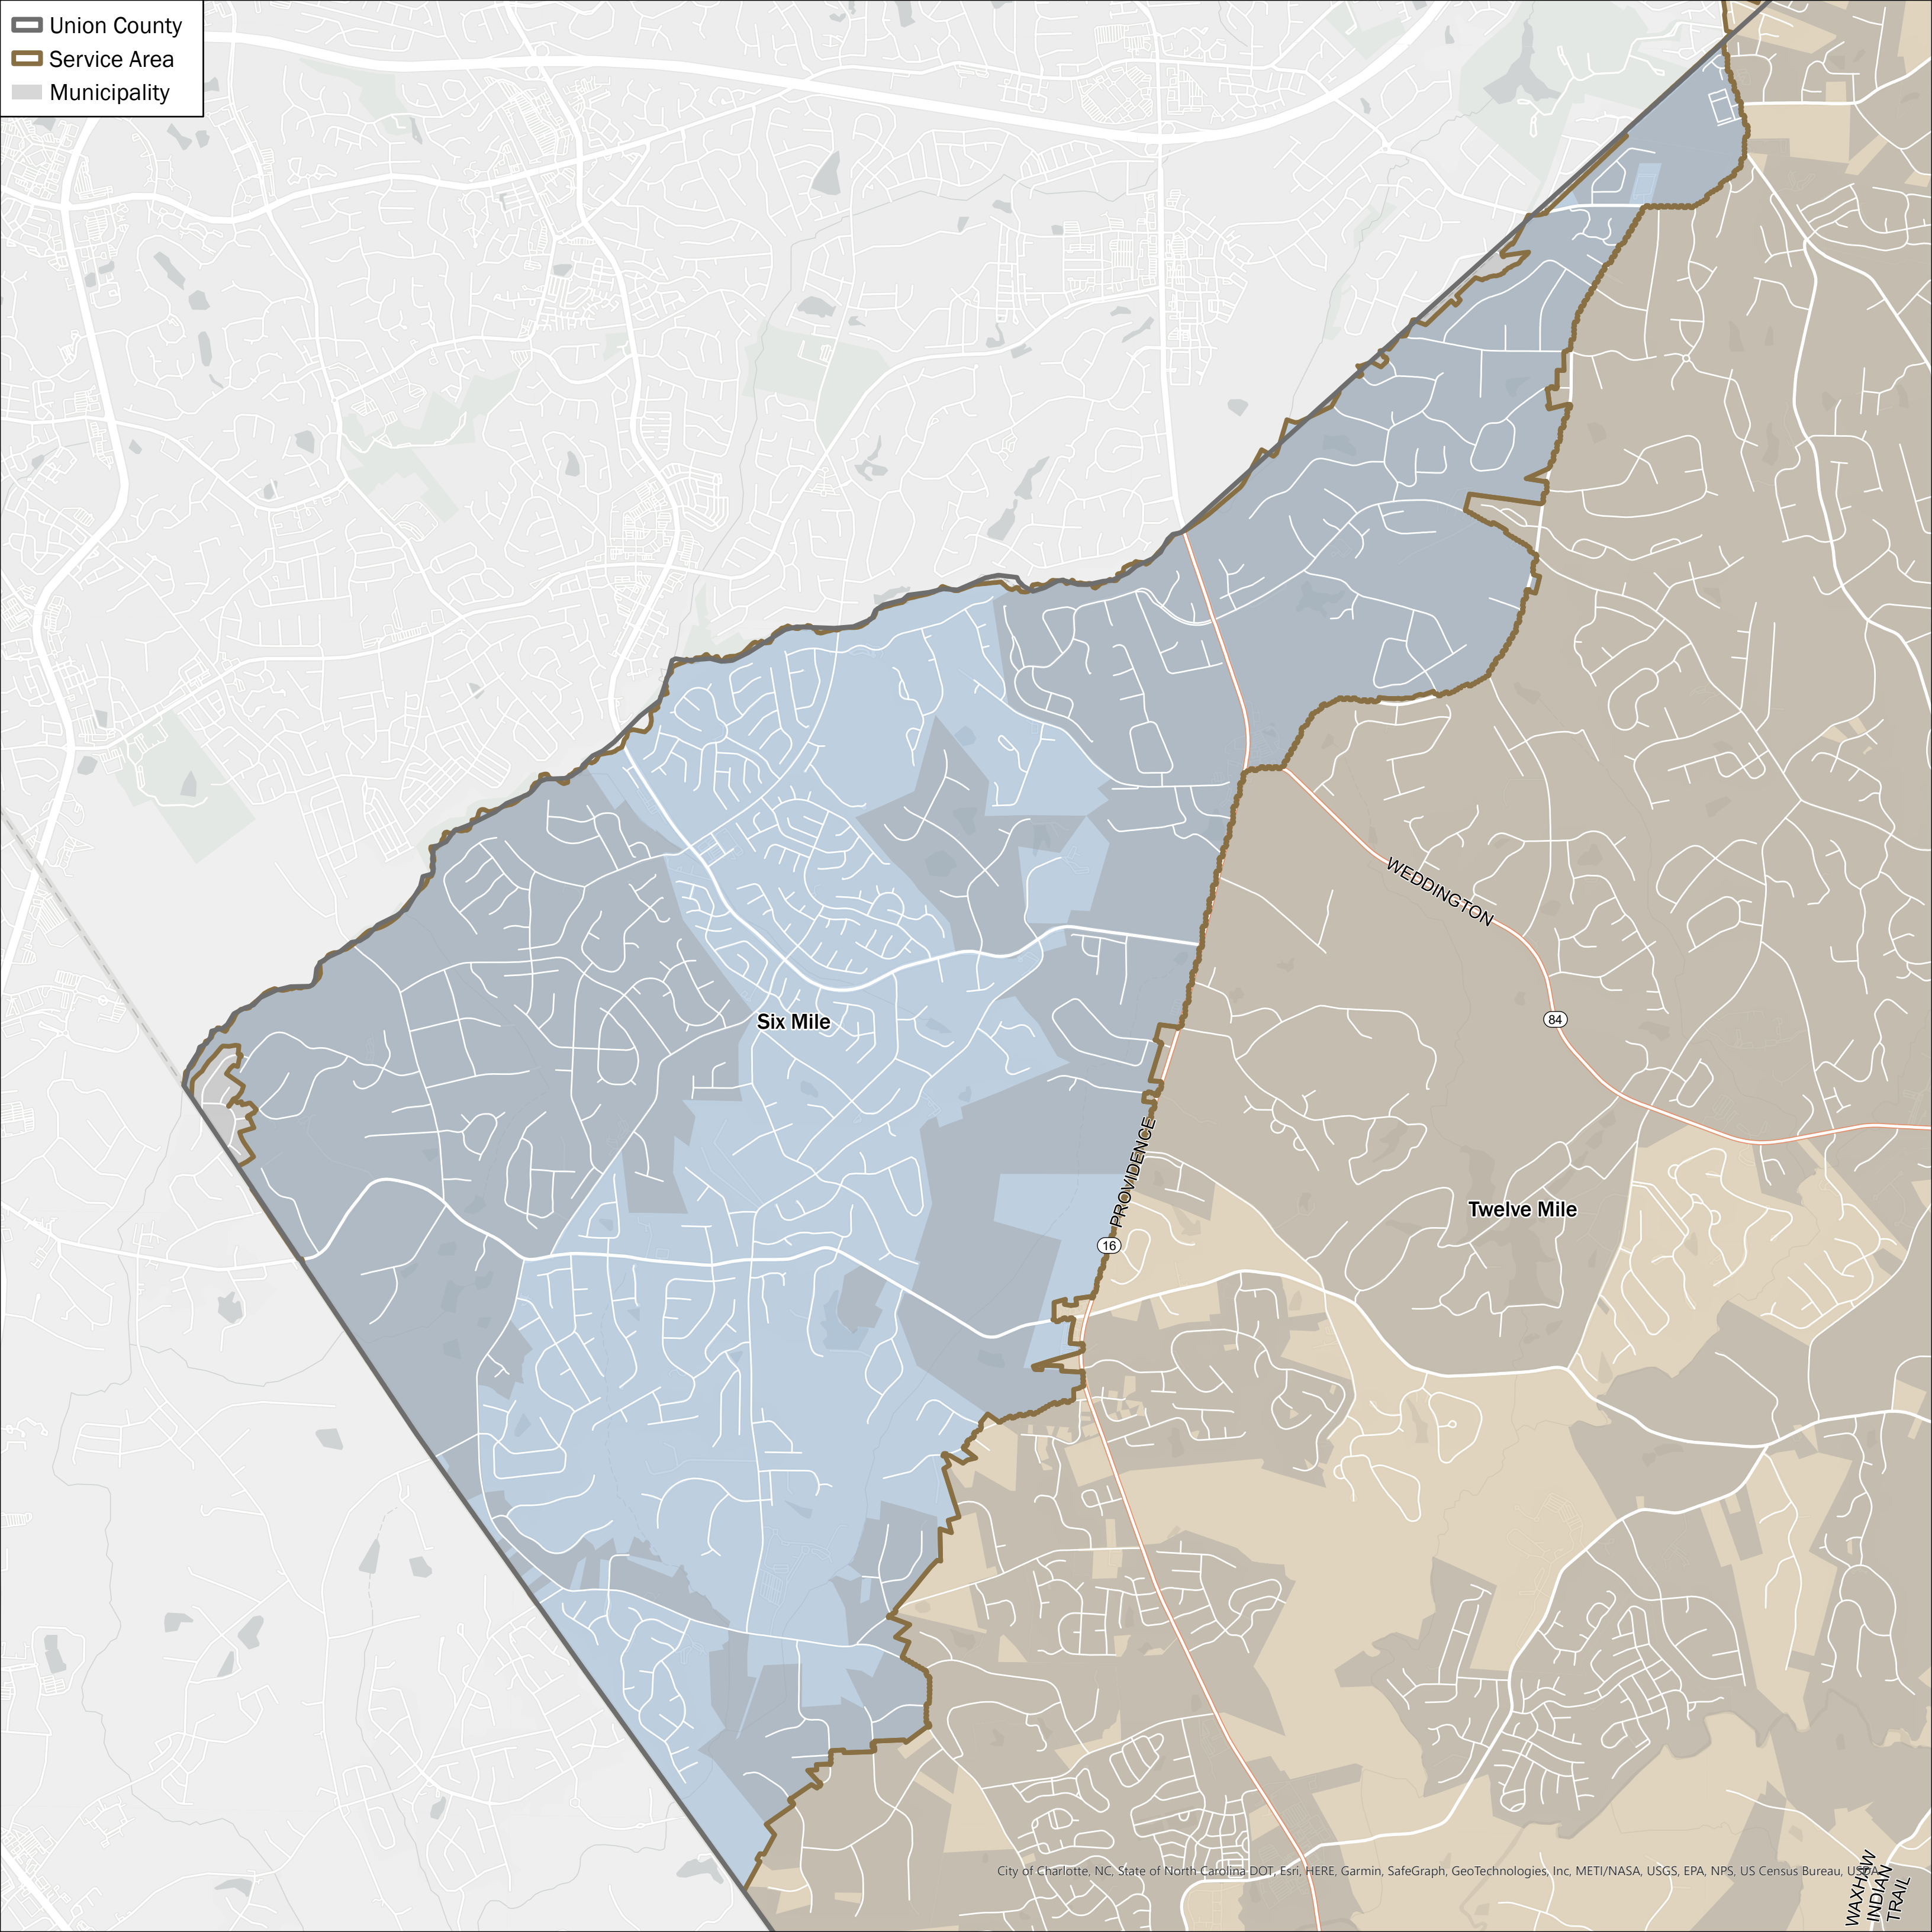 Union County
Service Area
Municipality
WEDDINGTON
Six Mile
84
PROVIDENCE
Twelve Mile
16
City of Charlotte, NC, State of North Carolina DOT, Esri, HERE, Garmin, SafeGraph, GeoTechnologies, Inc, METI/NASA, USGS, EPA, NPS, US Census Bureau, USDA
WAXHAW
INDIAN
TRAIL